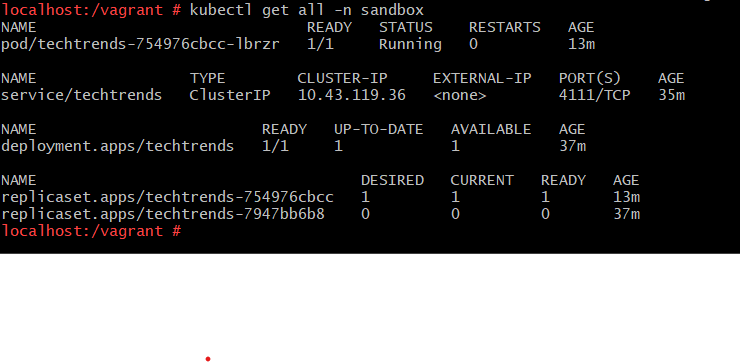 localhost:/vagrant # kubectl get all -n sandbox
NAME READY STATUS RESTARTS AGE
pod/techtrends-754976cbcc-lbrzr 1/1 Running 0 13m
NAME TYPE CLUSTER-IP EXTERNAL-IP PORT(S) AGE
service/techtrends ClusterIP 10.43.119.36 <none> 4111/TCP 35m
NAME READY UP-TO-DATE AVAILABLE AGE
deployment.apps/techtrends 1/1 1 1 37m
NAME DESIRED CURRENT READY AGE
replicaset.apps/techtrends-754976cbcc 1 1 1 13m
replicaset.apps/techtrends-7947bb6b8 0 0 0 37m
localhost:/vagrant #